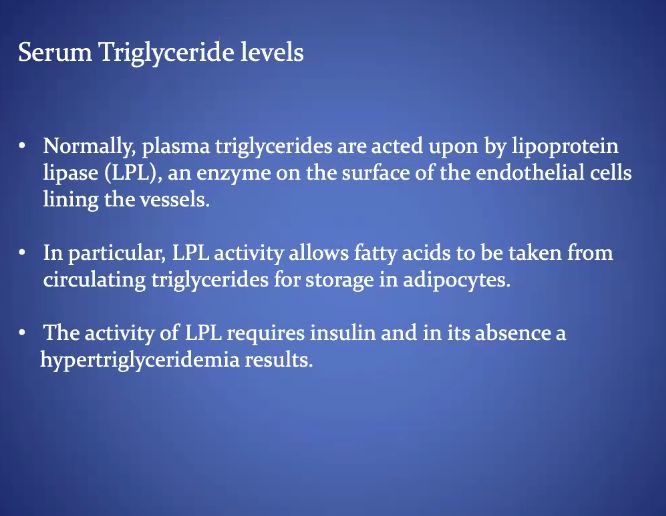 Serum Triglyceride levels
• Normally, plasma triglycerides are acted upon by lipoprotein
lipase (LPL), an enzyme on the surface of the endothelial cells
lining the vessels.
• In particular, LPL activity allows fatty acids to be taken from
circulating triglycerides for storage in adipocytes.
• The activity of LPL requires insulin and in its absence a
hypertriglyceridemia results.